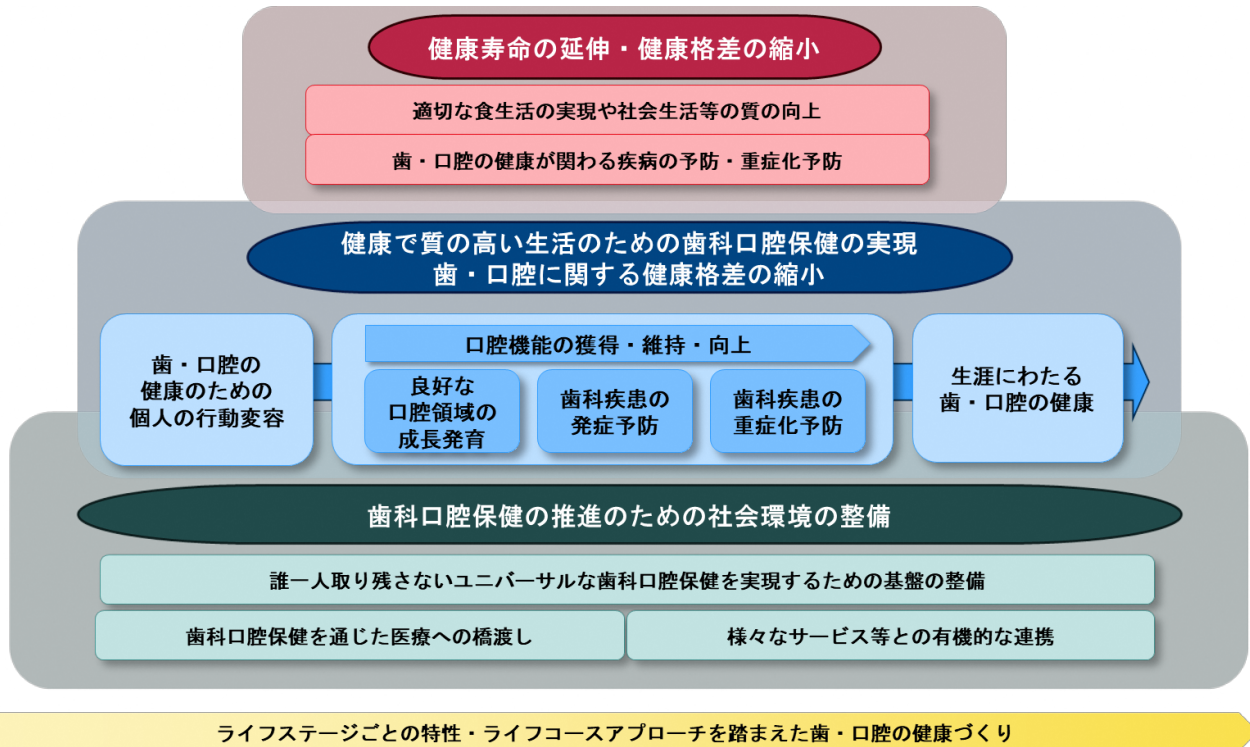 健康寿命の延伸・健康格差の縮小
適切な食生活の実現や社会生活等の質の向上
歯・口腔の健康が関わる疾病の予防・重症化予防
健康で質の高い生活のための歯科口腔保健の実現
歯・口腔に関する健康格差の縮小
歯・口腔の
健康のための
個人の行動変容
口腔機能の獲得・維持・向上
良好な
口腔領域の
成長発育
歯科疾患の
発症予防
歯科疾患の
重症化予防
生涯にわたる
歯・口腔の健康
歯科口腔保健の推進のための社会環境の整備
誰一人取り残さないユニバーサルな歯科口腔保健を実現するための基盤の整備
歯科口腔保健を通じた医療への橋渡し
様々なサービス等との有機的な連携
ライフステージごとの特性・ライフコースアプローチを踏まえた歯・口腔の健康づくり